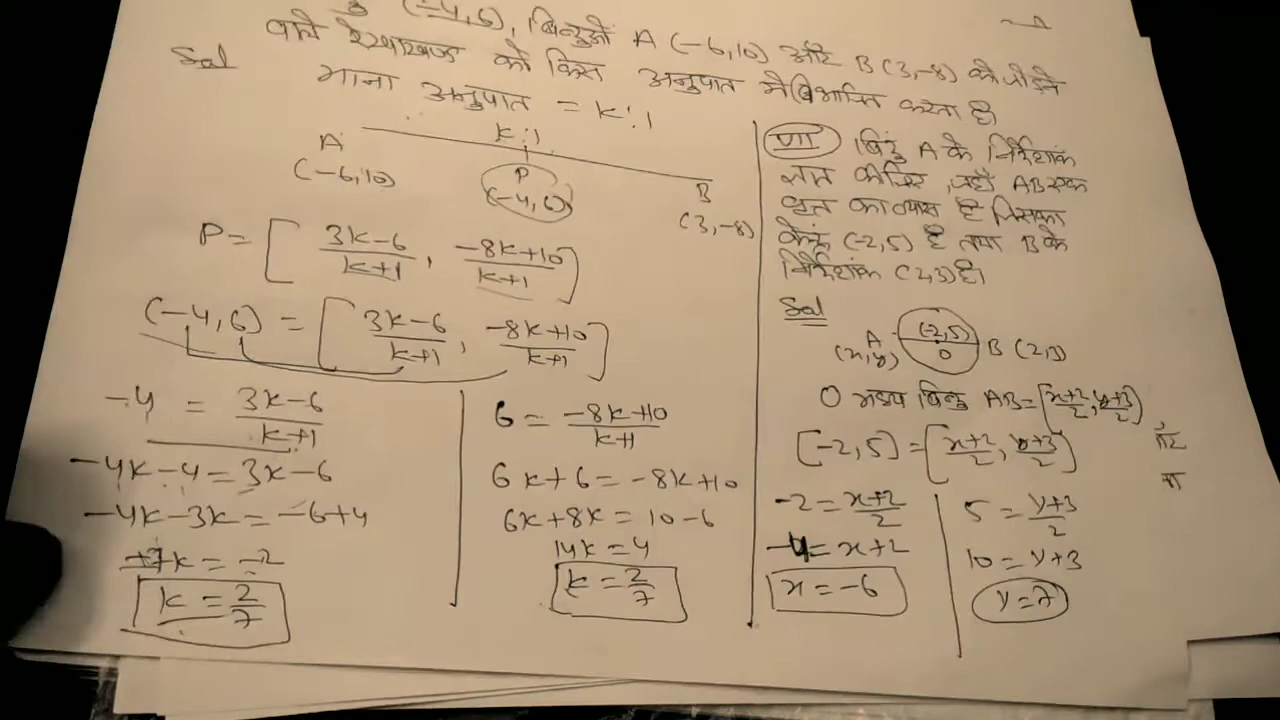 (-4,6), बिन्दुओं A (-6,10) और B(3,-8) को जोड़ने
वाले रेखाखण्ड को किस अनुपात में विभाजित करता है।
Sol माना अनुपात = k:1
k:1
A
P
B
(-6,10)
(-4,6)
(3,-8)
P = [ 3k-6/k+1 , -8k+10/k+1 ]
(-4,6) = [ 3k-6/k+1 , -8k+10/k+1 ]
-4 = 3k-6/k+1
-4k-4 = 3k-6
-4k-3k = -6+4
+7k = -2
k = 2/7
6 = -8k+10/k+1
6k+6 = -8k+10
6k+8k = 10-6
14k = 4
k = 2/7
बिंदु A के निर्देशांक
ज्ञात कीजिए, जहाँ AB एक
वृत्त का व्यास है जिसका
केन्द्र (-2,5) है तथा B के
निर्देशांक (2,3) है।
Sol
A (-2,5) B (2,3)
(x,y) O
O मध्य बिन्दु AB = [x+2/2, y+3/2]
[-2,5] = [x+2/2, y+3/2]
-2 = x+2/2
-4 = x+2
x = -6
5 = y+3/2
10 = y+3
y = 7